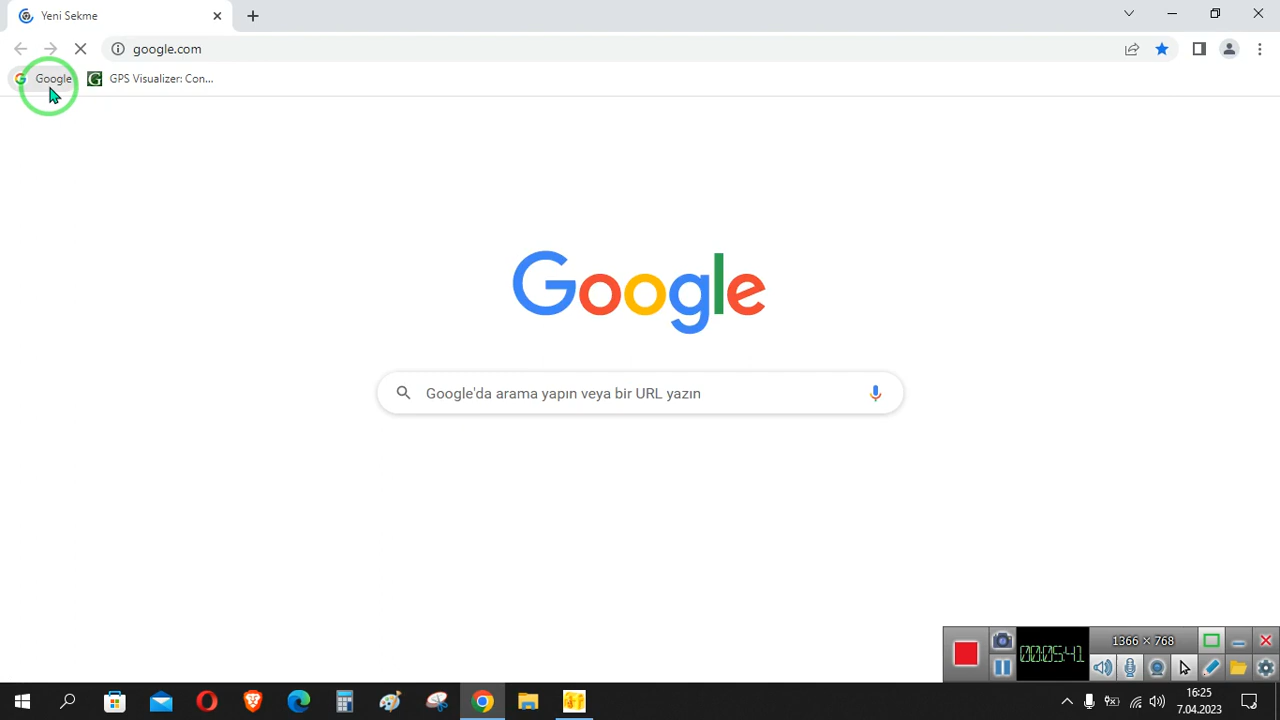 Yeni Sekme
google.com
Google
GPS Visualizer: Con...
Google
Google'da arama yapın veya bir URL yazın
1366 × 768
00:05:41
16:25
7.04.2023